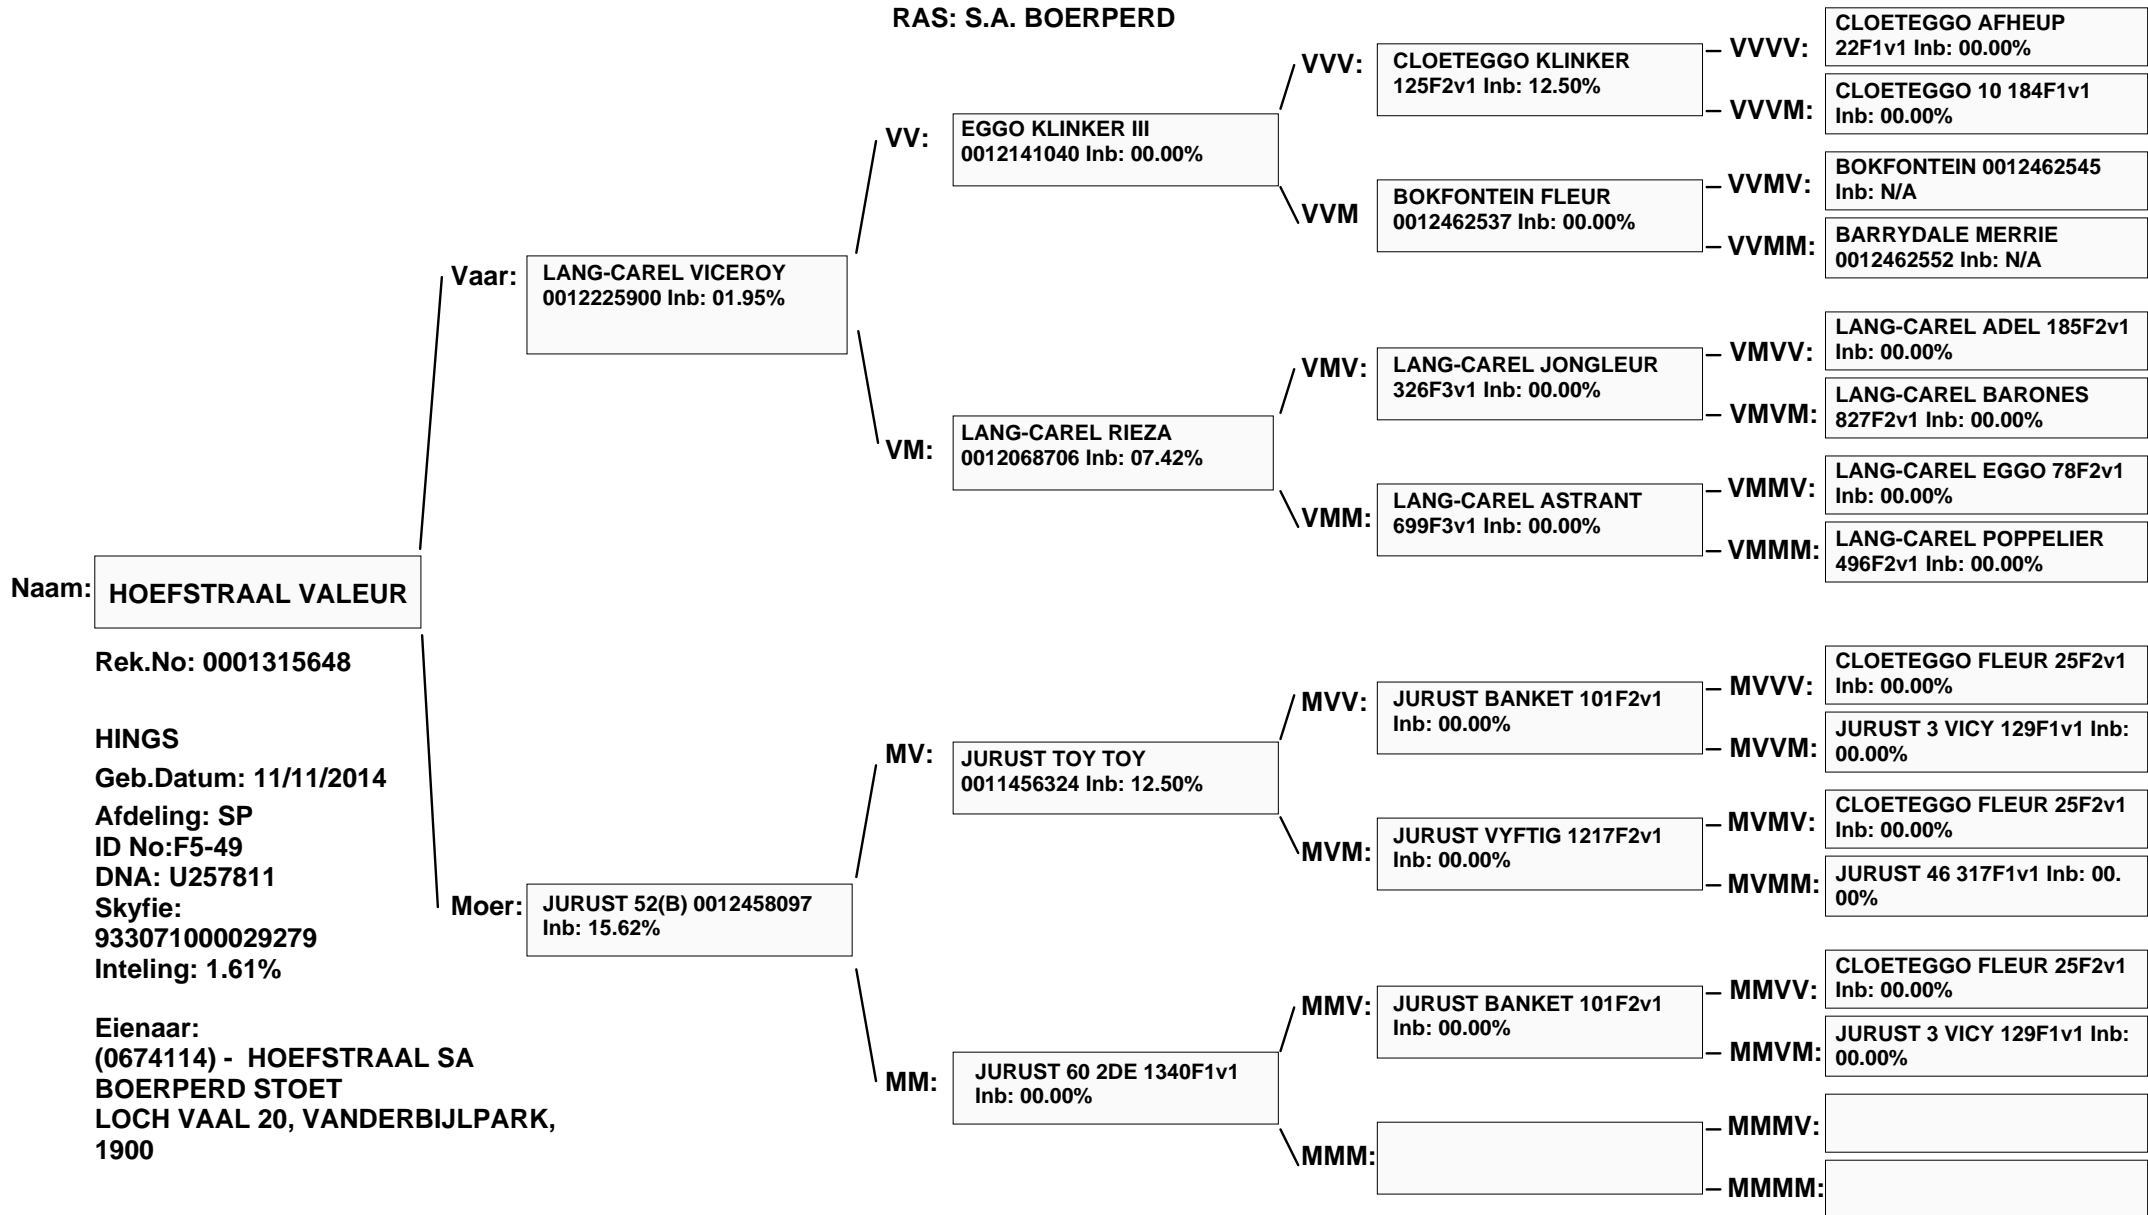 RAS: S.A. BOERPERD
Naam:
HOEFSTRAAL VALEUR
Rek.No: 0001315648
HINGS
Geb.Datum: 11/11/2014
Afdeling: SP
ID No:F5-49
DNA: U257811
Skyfie:
933071000029279
Inteling: 1.61%
Eienaar:
(0674114) - HOEFSTRAAL SA
BOERPERD STOET
LOCH VAAL 20, VANDERBIJLPARK,
1900
Vaar:
LANG-CAREL VICEROY
0012225900 Inb: 01.95%
Moer:
JURUST 52(B) 0012458097
Inb: 15.62%
VV:
EGGO KLINKER III
0012141040 Inb: 00.00%
VM:
LANG-CAREL RIEZA
0012068706 Inb: 07.42%
MV:
JURUST TOY TOY
0011456324 Inb: 12.50%
MM:
JURUST 60 2DE 1340F1v1
Inb: 00.00%
VVV:
CLOETEGGO KLINKER
125F2v1 Inb: 12.50%
VVM
BOKFONTEIN FLEUR
0012462537 Inb: 00.00%
VMV:
LANG-CAREL JONGLEUR
326F3v1 Inb: 00.00%
VMM:
LANG-CAREL ASTRANT
699F3v1 Inb: 00.00%
MVV:
JURUST BANKET 101F2v1
Inb: 00.00%
MVM:
JURUST VYFTIG 1217F2v1
Inb: 00.00%
MMV:
JURUST BANKET 101F2v1
Inb: 00.00%
MMM:
VVVV:
CLOETEGGO AFHEUP
22F1v1 Inb: 00.00%
VVVM:
CLOETEGGO 10 184F1v1
Inb: 00.00%
VVMV:
BOKFONTEIN 0012462545
Inb: N/A
VVMM:
BARRYDALE MERRIE
0012462552 Inb: N/A
VMVV:
LANG-CAREL ADEL 185F2v1
Inb: 00.00%
VMVM:
LANG-CAREL BARONES
827F2v1 Inb: 00.00%
VMMV:
LANG-CAREL EGGO 78F2v1
Inb: 00.00%
VMMM:
LANG-CAREL POPPELIER
496F2v1 Inb: 00.00%
MVVV:
CLOETEGGO FLEUR 25F2v1
Inb: 00.00%
MVVM:
JURUST 3 VICY 129F1v1 Inb:
00.00%
MVMV:
CLOETEGGO FLEUR 25F2v1
Inb: 00.00%
MVMM:
JURUST 46 317F1v1 Inb: 00.
00%
MMVV:
CLOETEGGO FLEUR 25F2v1
Inb: 00.00%
MMVM:
JURUST 3 VICY 129F1v1 Inb:
00.00%
MMMV:
MMMM: